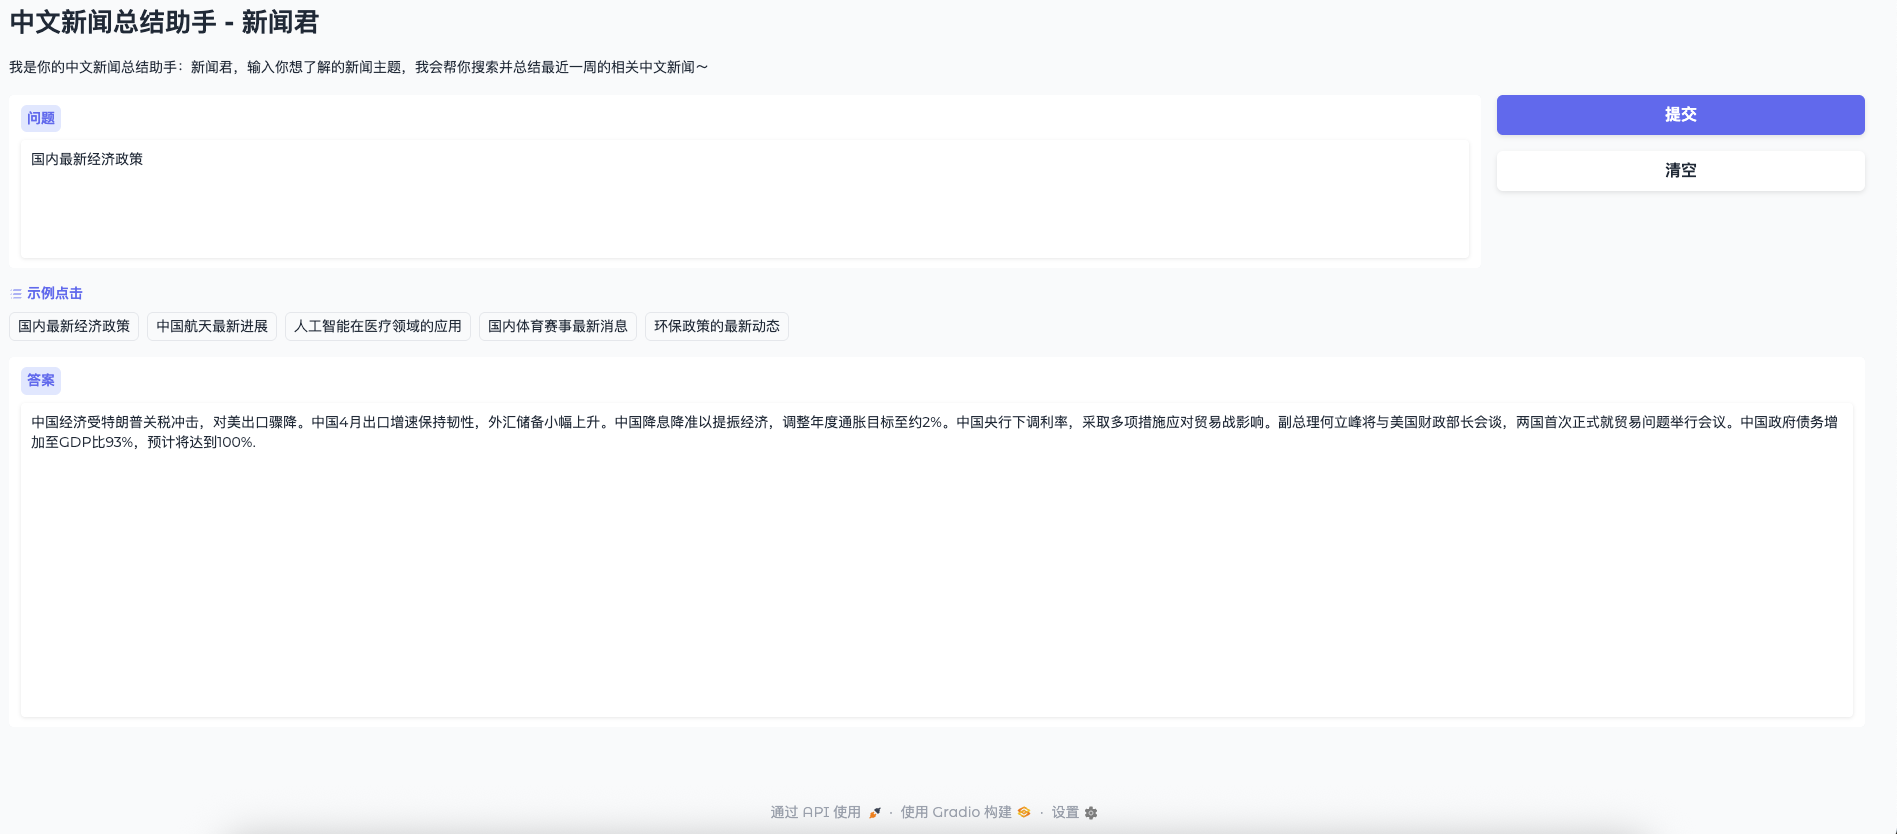 中文新闻总结助手 - 新闻君
我是你的中文新闻总结助手：新闻君，输入你想了解的新闻主题，我会帮你搜索并总结最近一周的相关中文新闻～
问题
提交
国内最新经济政策
清空
示例点击
国内最新经济政策 中国航天最新进展 人工智能在医疗领域的应用 国内体育赛事最新消息 环保政策的最新动态
答案
中国经济受特朗普关税冲击，对美出口骤降。中国4月出口增速保持韧性，外汇储备小幅上升。中国降息降准以提振经济，调整年度通胀目标至约2%。中国央行下调利率，采取多项措施应对贸易战影响。副总理何立峰将与美国财政部长会谈，两国首次正式就贸易问题举行会议。中国政府债务增
加至GDP比93%，预计将达到100%.
通过 API 使用 · 使用 Gradio 构建 · 设置